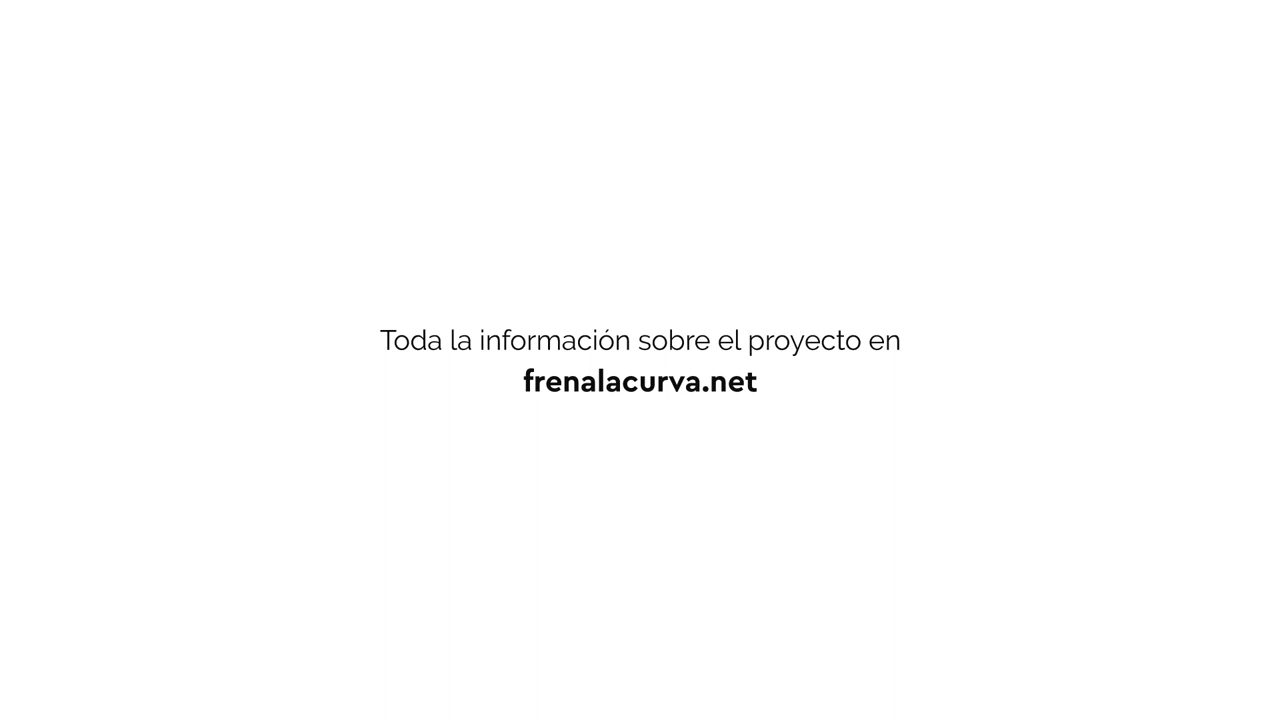 Toda la información sobre el proyecto en
frenalacurva.net